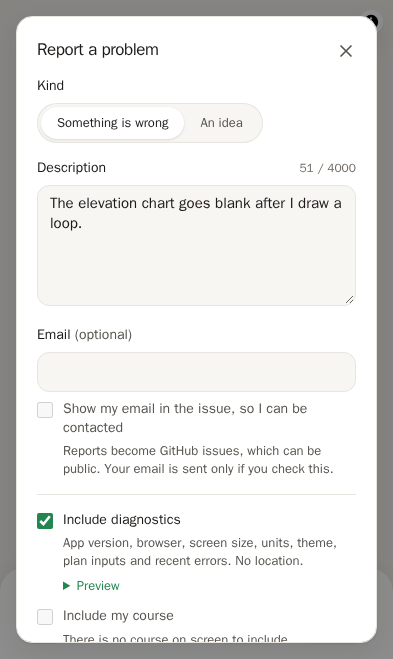 Report a problem
Kind
Something is wrong
An idea
Description
51 / 4000
The elevation chart goes blank after I draw a
loop.
Email (optional)
Show my email in the issue, so I can be
contacted
Reports become GitHub issues, which can be
public. Your email is sent only if you check this.
Include diagnostics
App version, browser, screen size, units, theme,
plan inputs and recent errors. No location.
Preview
Include my course
There is no course on screen to include